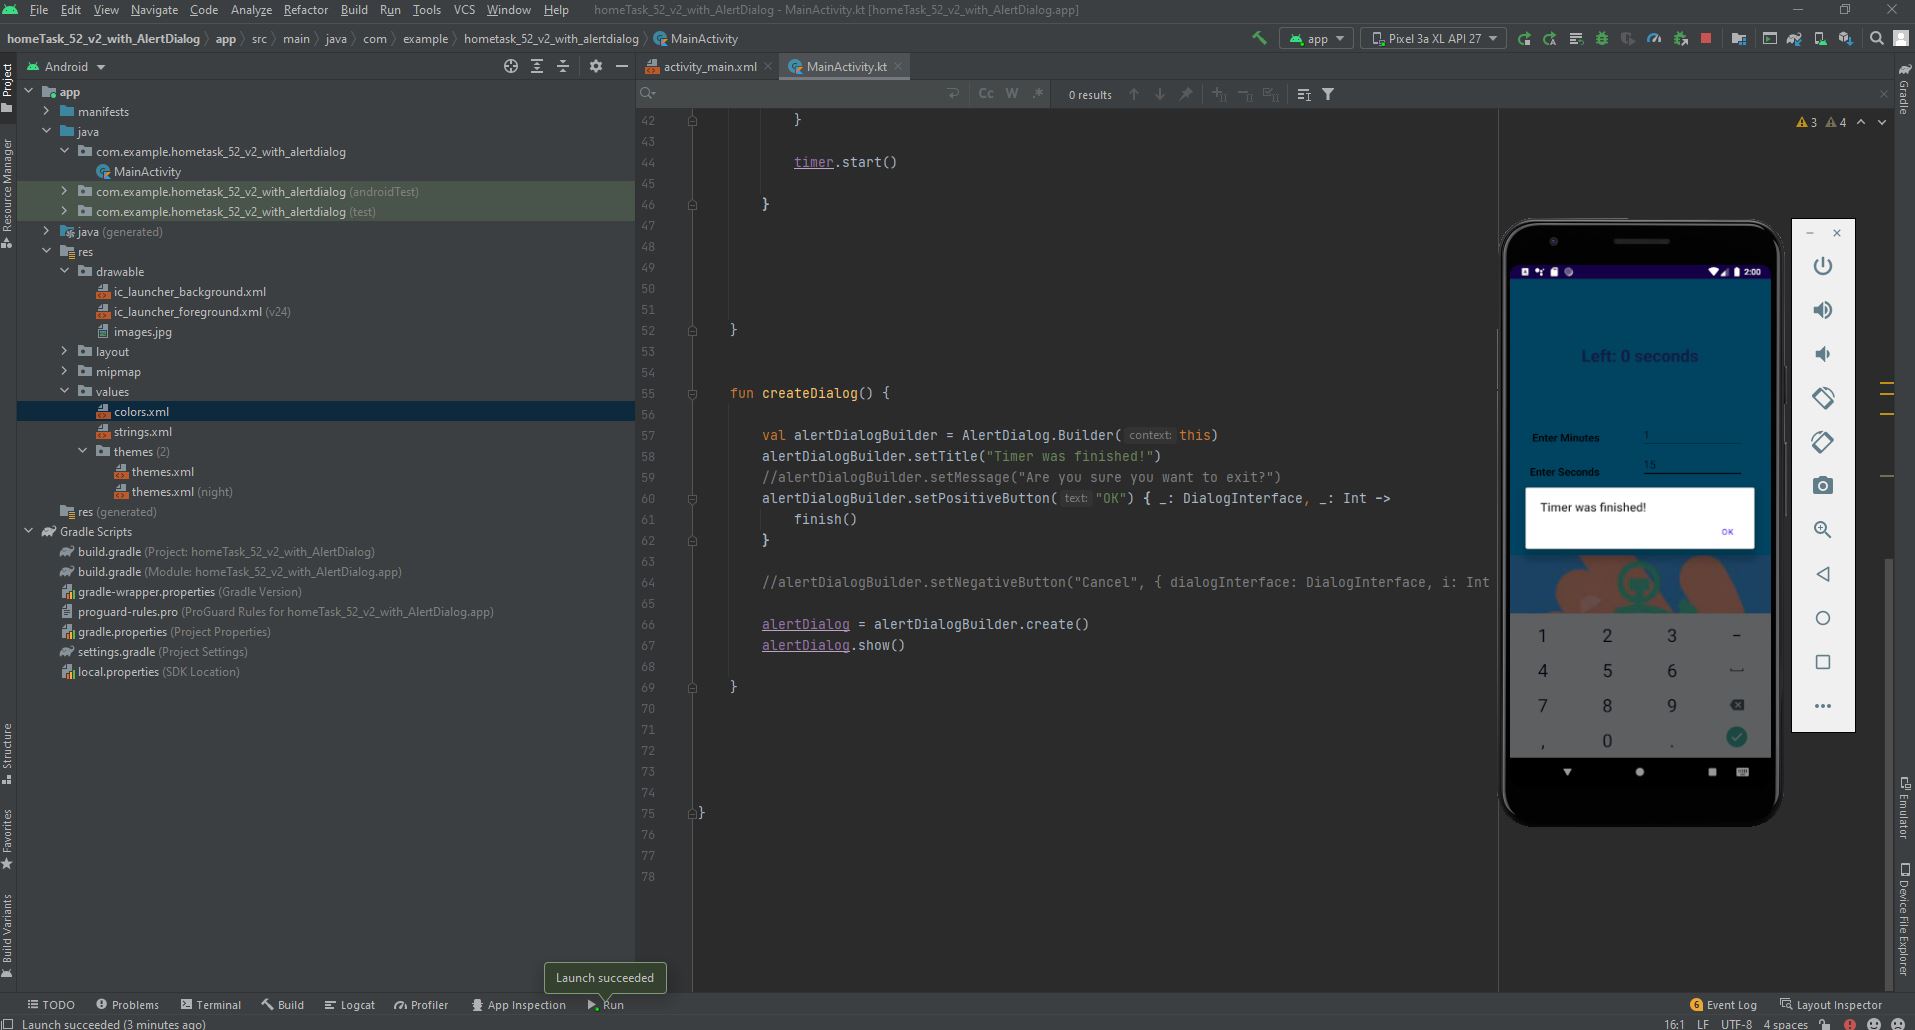 File Edit View Navigate Code Analyze Refactor Build Run Tools VCS Window Help homeTask_52_v2_with_AlertDialog - MainActivity.kt [homeTask_52_v2_with_AlertDialog.app]
homeTask_52_v2_with_AlertDialog app src main java com example hometask_52_v2_with_alertdialog MainActivity app Pixel 3a XL API 27
Android
activity_main.xml MainActivity.kt
Cc W .* 0 results
Project
Resource Manager
Structure
Favorites
Build Variants
app
manifests
java
com.example.hometask_52_v2_with_alertdialog
MainActivity
com.example.hometask_52_v2_with_alertdialog (androidTest)
com.example.hometask_52_v2_with_alertdialog (test)
java (generated)
res
drawable
ic_launcher_background.xml
ic_launcher_foreground.xml (v24)
images.jpg
layout
mipmap
values
colors.xml
strings.xml
themes (2)
themes.xml
themes.xml (night)
res (generated)
Gradle Scripts
build.gradle (Project: homeTask_52_v2_with_AlertDialog)
build.gradle (Module: homeTask_52_v2_with_AlertDialog.app)
gradle-wrapper.properties (Gradle Version)
proguard-rules.pro (ProGuard Rules for homeTask_52_v2_with_AlertDialog.app)
gradle.properties (Project Properties)
settings.gradle (Project Settings)
local.properties (SDK Location)
3 4
42 }
43
44 timer.start()
45
46 }
47
48
49
50
51
52 }
53
54
55 fun createDialog() {
56
57 val alertDialogBuilder = AlertDialog.Builder( context: this)
58 alertDialogBuilder.setTitle("Timer was finished!")
59 //alertDialogBuilder.setMessage("Are you sure you want to exit?")
60 alertDialogBuilder.setPositiveButton( text: "OK") { _: DialogInterface, _: Int ->
61 finish()
62 }
63
64 //alertDialogBuilder.setNegativeButton("Cancel", { dialogInterface: DialogInterface, i: Int
65
66 alertDialog = alertDialogBuilder.create()
67 alertDialog.show()
68
69 }
70
71
72
73
74
75 }
76
77
78
2:00
Left: 0 seconds
Enter Minutes 1
Enter Seconds 15
Timer was finished!
OK
1 2 3 -
4 5 6
7 8 9
, 0 .
Gradle
Emulator
Device File Explorer
Launch succeeded
TODO Problems Terminal Build Logcat Profiler App Inspection Run 6 Event Log Layout Inspector
Launch succeeded (3 minutes ago) 16:1 LF UTF-8 4 spaces